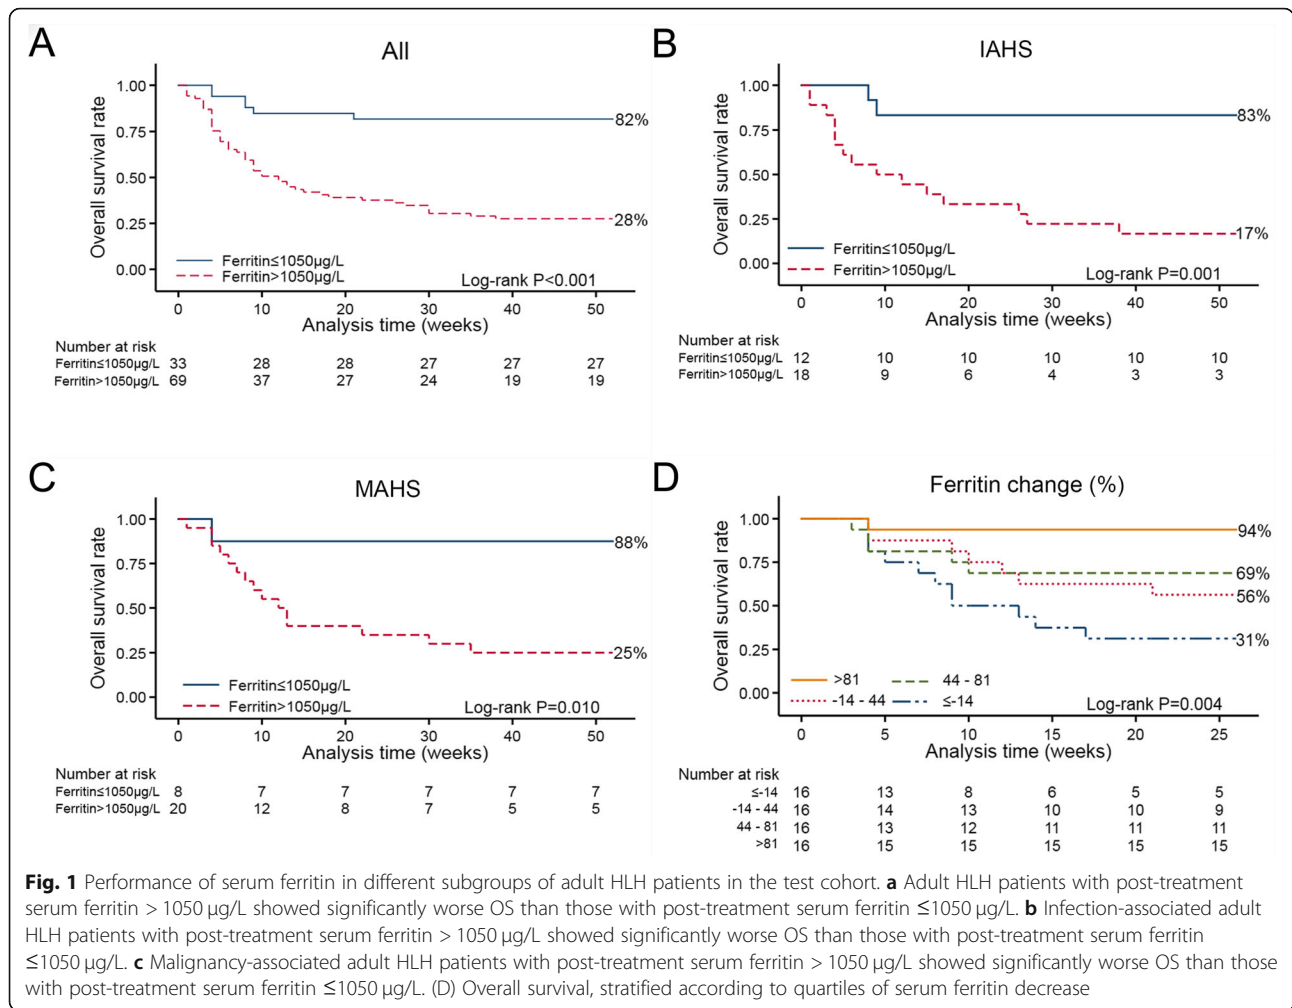 A
All
Overall survival rate
1.00
0.75
0.50
0.25
0.00
82%
28%
Ferritin≤1050µg/L
Ferritin>1050µg/L
Log-rank P<0.001
0 10 20 30 40 50
Analysis time (weeks)
Number at risk
Ferritin≤1050µg/L 33 28 28 27 27 27
Ferritin>1050µg/L 69 37 27 24 19 19
B
IAHS
Overall survival rate
1.00
0.75
0.50
0.25
0.00
83%
17%
Ferritin≤1050µg/L
Ferritin>1050µg/L
Log-rank P=0.001
0 10 20 30 40 50
Analysis time (weeks)
Number at risk
Ferritin≤1050µg/L 12 10 10 10 10 10
Ferritin>1050µg/L 18 9 6 4 3 3
C
MAHS
Overall survival rate
1.00
0.75
0.50
0.25
0.00
88%
25%
Ferritin≤1050µg/L
Ferritin>1050µg/L
Log-rank P=0.010
0 10 20 30 40 50
Analysis time (weeks)
Number at risk
Ferritin≤1050µg/L 8 7 7 7 7 7
Ferritin>1050µg/L 20 12 8 7 5 5
D
Ferritin change (%)
Overall survival rate
1.00
0.75
0.50
0.25
0.00
94%
69%
56%
31%
>81 44 - 81
-14 - 44 ≤-14
Log-rank P=0.004
0 5 10 15 20 25
Analysis time (weeks)
Number at risk
≤-14 16 13 8 6 5 5
-14 - 44 16 14 13 10 10 9
44 - 81 16 13 12 11 11 11
>81 16 15 15 15 15 15
Fig. 1 Performance of serum ferritin in different subgroups of adult HLH patients in the test cohort. a Adult HLH patients with post-treatment
serum ferritin > 1050 µg/L showed significantly worse OS than those with post-treatment serum ferritin ≤1050 µg/L. b Infection-associated adult
HLH patients with post-treatment serum ferritin > 1050 µg/L showed significantly worse OS than those with post-treatment serum ferritin
≤1050 µg/L. c Malignancy-associated adult HLH patients with post-treatment serum ferritin > 1050 µg/L showed significantly worse OS than those
with post-treatment serum ferritin ≤1050 µg/L. (D) Overall survival, stratified according to quartiles of serum ferritin decrease